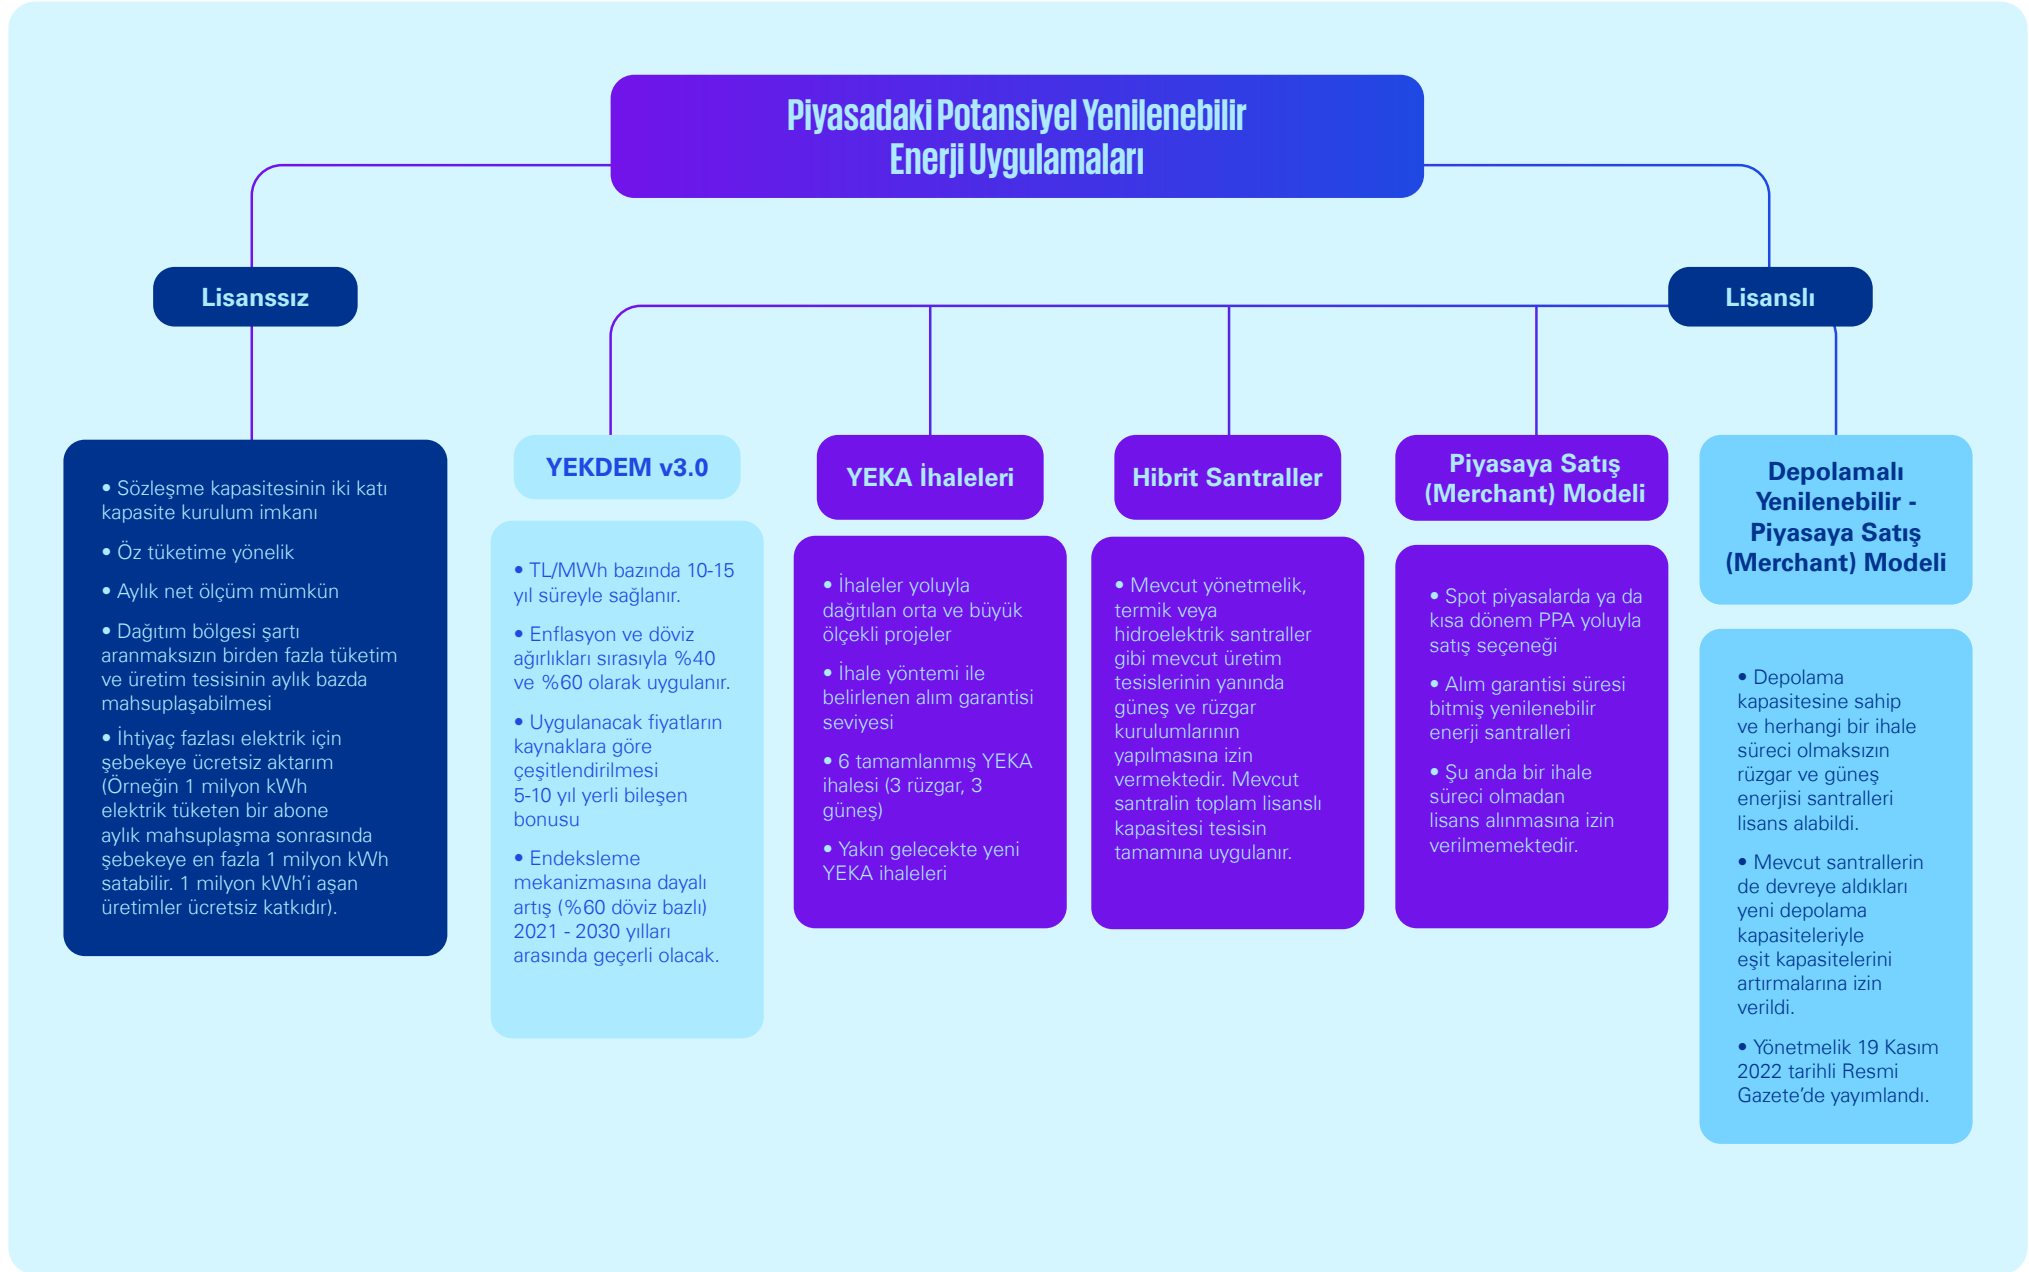 Piyasadaki Potansiyel Yenilenebilir
Enerji Uygulamaları
Lisanssız
Lisanslı
• Sözleşme kapasitesinin iki katı
kapasite kurulum imkanı
• Öz tüketime yönelik
• Aylık net ölçüm mümkün
• Dağıtım bölgesi şartı
aranmaksızın birden fazla tüketim
ve üretim tesisinin aylık bazda
mahsuplaşabilmesi
• İhtiyaç fazlası elektrik için
şebekeye ücretsiz aktarım
(Örneğin 1 milyon kWh
elektrik tüketen bir abone
aylık mahsuplaşma sonrasında
şebekeye en fazla 1 milyon kWh
satabilir. 1 milyon kWh’i aşan
üretimler ücretsiz katkıdır).
YEKDEM v3.0
• TL/MWh bazında 10-15
yıl süreyle sağlanır.
• Enflasyon ve döviz
ağırlıkları sırasıyla %40
ve %60 olarak uygulanır.
• Uygulanacak fiyatların
kaynaklara göre
çeşitlendirilmesi
5-10 yıl yerli bileşen
bonusu
• Endeksleme
mekanizmasına dayalı
artış (%60 döviz bazlı)
2021 - 2030 yılları
arasında geçerli olacak.
YEKA İhaleleri
• İhaleler yoluyla
dağıtılan orta ve büyük
ölçekli projeler
• İhale yöntemi ile
belirlenen alım garantisi
seviyesi
• 6 tamamlanmış YEKA
ihalesi (3 rüzgar, 3
güneş)
• Yakın gelecekte yeni
YEKA ihaleleri
Hibrit Santraller
• Mevcut yönetmelik,
termik veya
hidroelektrik santraller
gibi mevcut üretim
tesislerinin yanında
güneş ve rüzgar
kurulumlarının
yapılmasına izin
vermektedir. Mevcut
santralin toplam lisanslı
kapasitesi tesisin
tamamına uygulanır.
Piyasaya Satış
(Merchant) Modeli
• Spot piyasalarda ya da
kısa dönem PPA yoluyla
satış seçeneği
• Alım garantisi süresi
bitmiş yenilenebilir
enerji santralleri
• Şu anda bir ihale
süreci olmadan
lisans alınmasına izin
verilmemektedir.
Depolamalı
Yenilenebilir -
Piyasaya Satış
(Merchant) Modeli
• Depolama
kapasitesine sahip
ve herhangi bir ihale
süreci olmaksızın
rüzgar ve güneş
enerjisi santralleri
lisans alabildi.
• Mevcut santrallerin
de devreye aldıkları
yeni depolama
kapasiteleriyle
eşit kapasitelerini
artırmalarına izin
verildi.
• Yönetmelik 19 Kasım
2022 tarihli Resmi
Gazete’de yayımlandı.